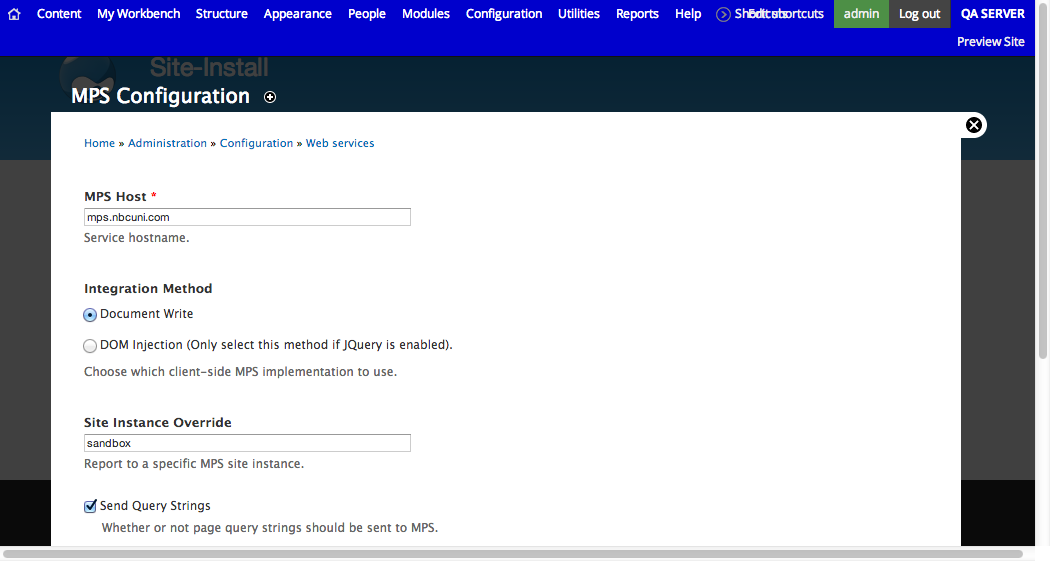 Content My Workbench Structure Appearance People Modules Configuration Utilities Reports Help Shortcuts Edit shortcuts admin Log out QA SERVER
Preview Site
Site-Install
MPS Configuration
Home » Administration » Configuration » Web services
MPS Host *
mps.nbcuni.com
Service hostname.
Integration Method
Document Write
DOM Injection (Only select this method if JQuery is enabled).
Choose which client-side MPS implementation to use.
Site Instance Override
sandbox
Report to a specific MPS site instance.
Send Query Strings
Whether or not page query strings should be sent to MPS.